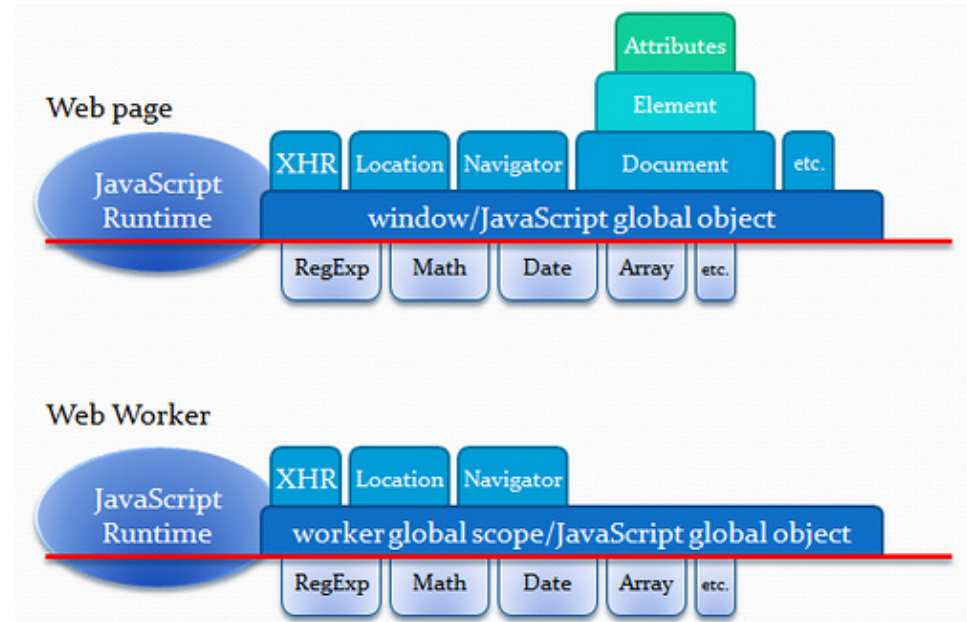 Attributes
Element
Web page
XHR Location Navigator Document etc.
JavaScript
Runtime
window/JavaScript global object
RegExp Math Date Array etc.
Web Worker
XHR Location Navigator
JavaScript
Runtime
worker global scope/JavaScript global object
RegExp Math Date Array etc.